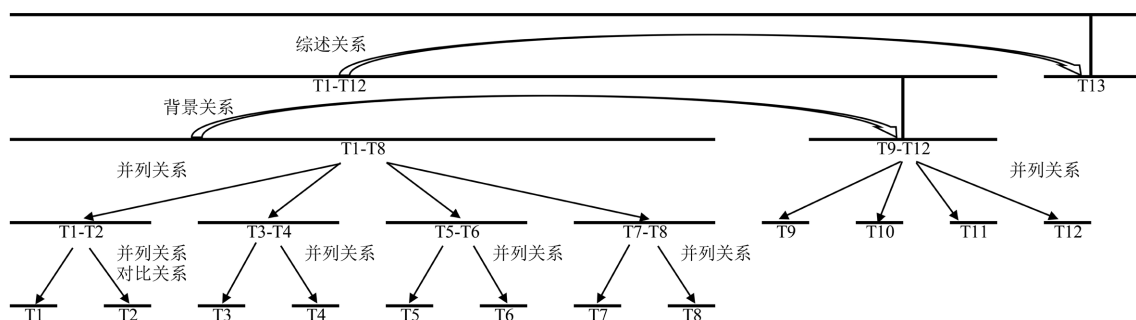 综述关系
T1-T12
T13
背景关系
T1-T8
T9-T12
并列关系
并列关系
T1-T2
T3-T4
T5-T6
T7-T8
T9
T10
T11
T12
并列关系
对比关系
并列关系
并列关系
并列关系
T1
T2
T3
T4
T5
T6
T7
T8